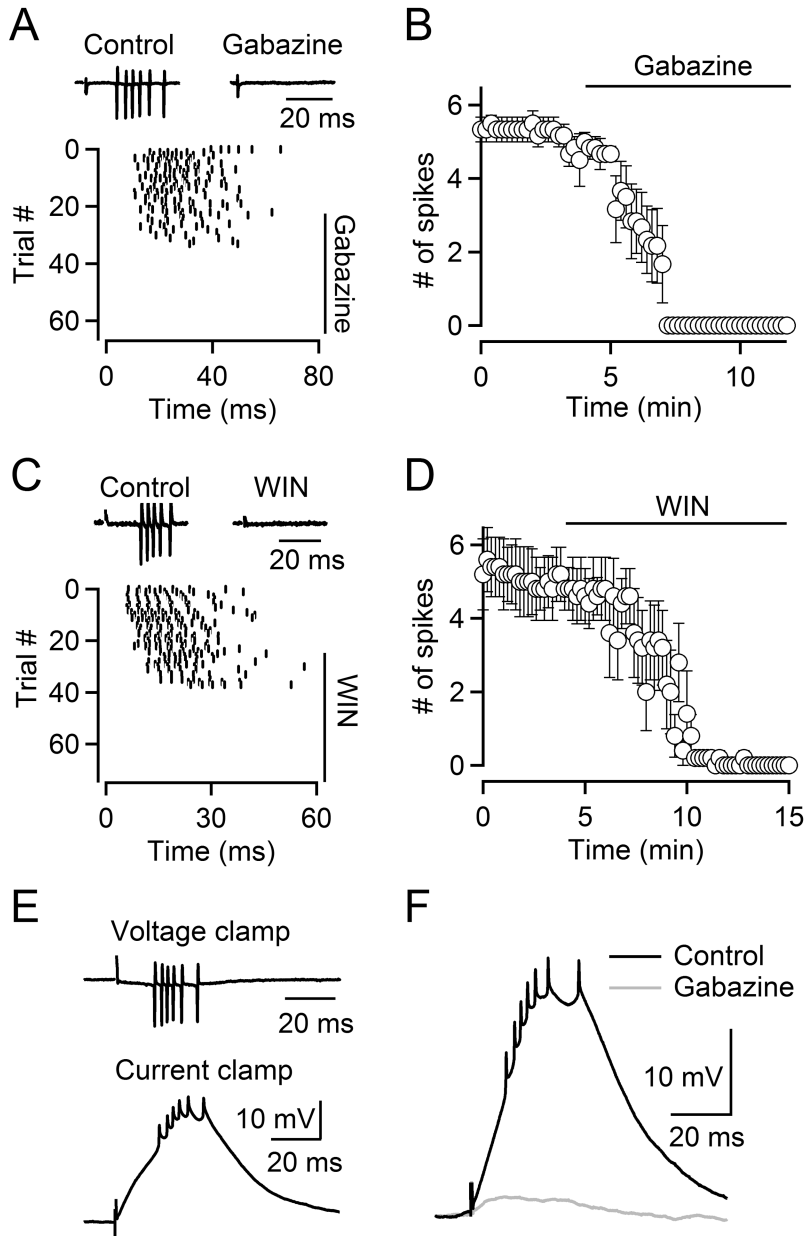 A
Control
Gabazine
20 ms
0
20
40
60
Trial #
Gabazine
0
40
80
Time (ms)
B
Gabazine
6
4
2
0
# of spikes
0
5
10
Time (min)
C
Control
WIN
20 ms
0
20
40
60
Trial #
WIN
0
30
60
Time (ms)
D
WIN
6
4
2
0
# of spikes
0
5
10
15
Time (min)
E
Voltage clamp
20 ms
Current clamp
10 mV
20 ms
F
Control
Gabazine
10 mV
20 ms